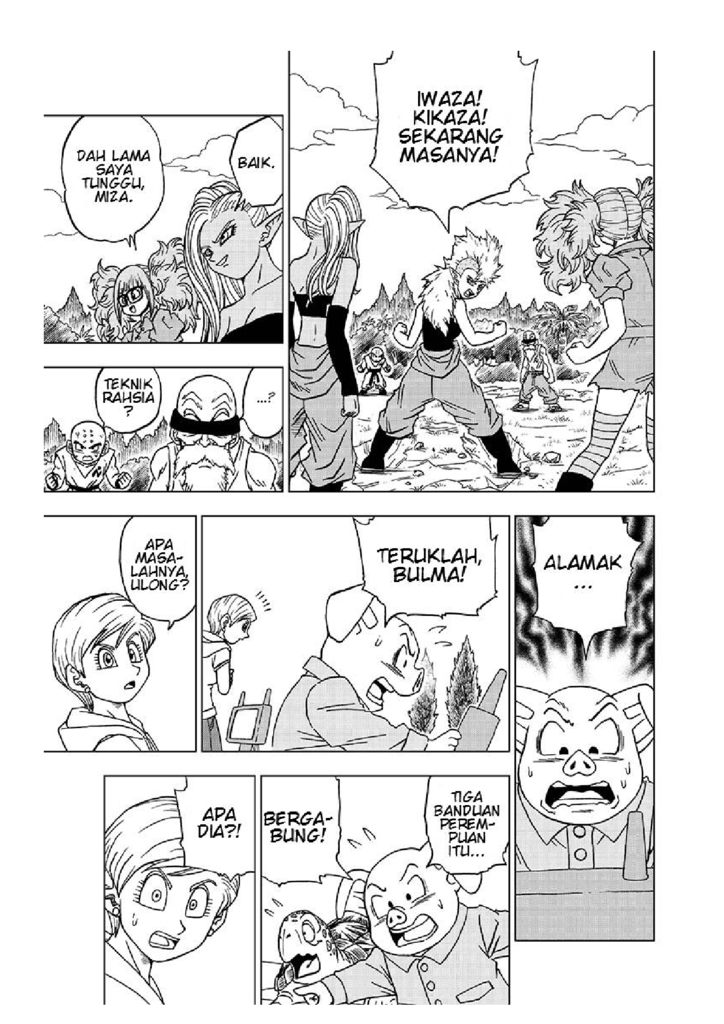 IWAZA!
KIKAZA!
SEKARANG
MASANYA!
BAIK.
DAH LAMA
SAYA
TUNGGU,
MIZA.
...?
TEKNIK
RAHSIA
?
ALAMAK
...
TERUKLAH,
BULMA!
APA
MASA-
LAHNYA,
ULONG?
TIGA
BANDUAN
PEREM-
PUAN
ITU...
BERGA-
BUNG!
APA
DIA?!